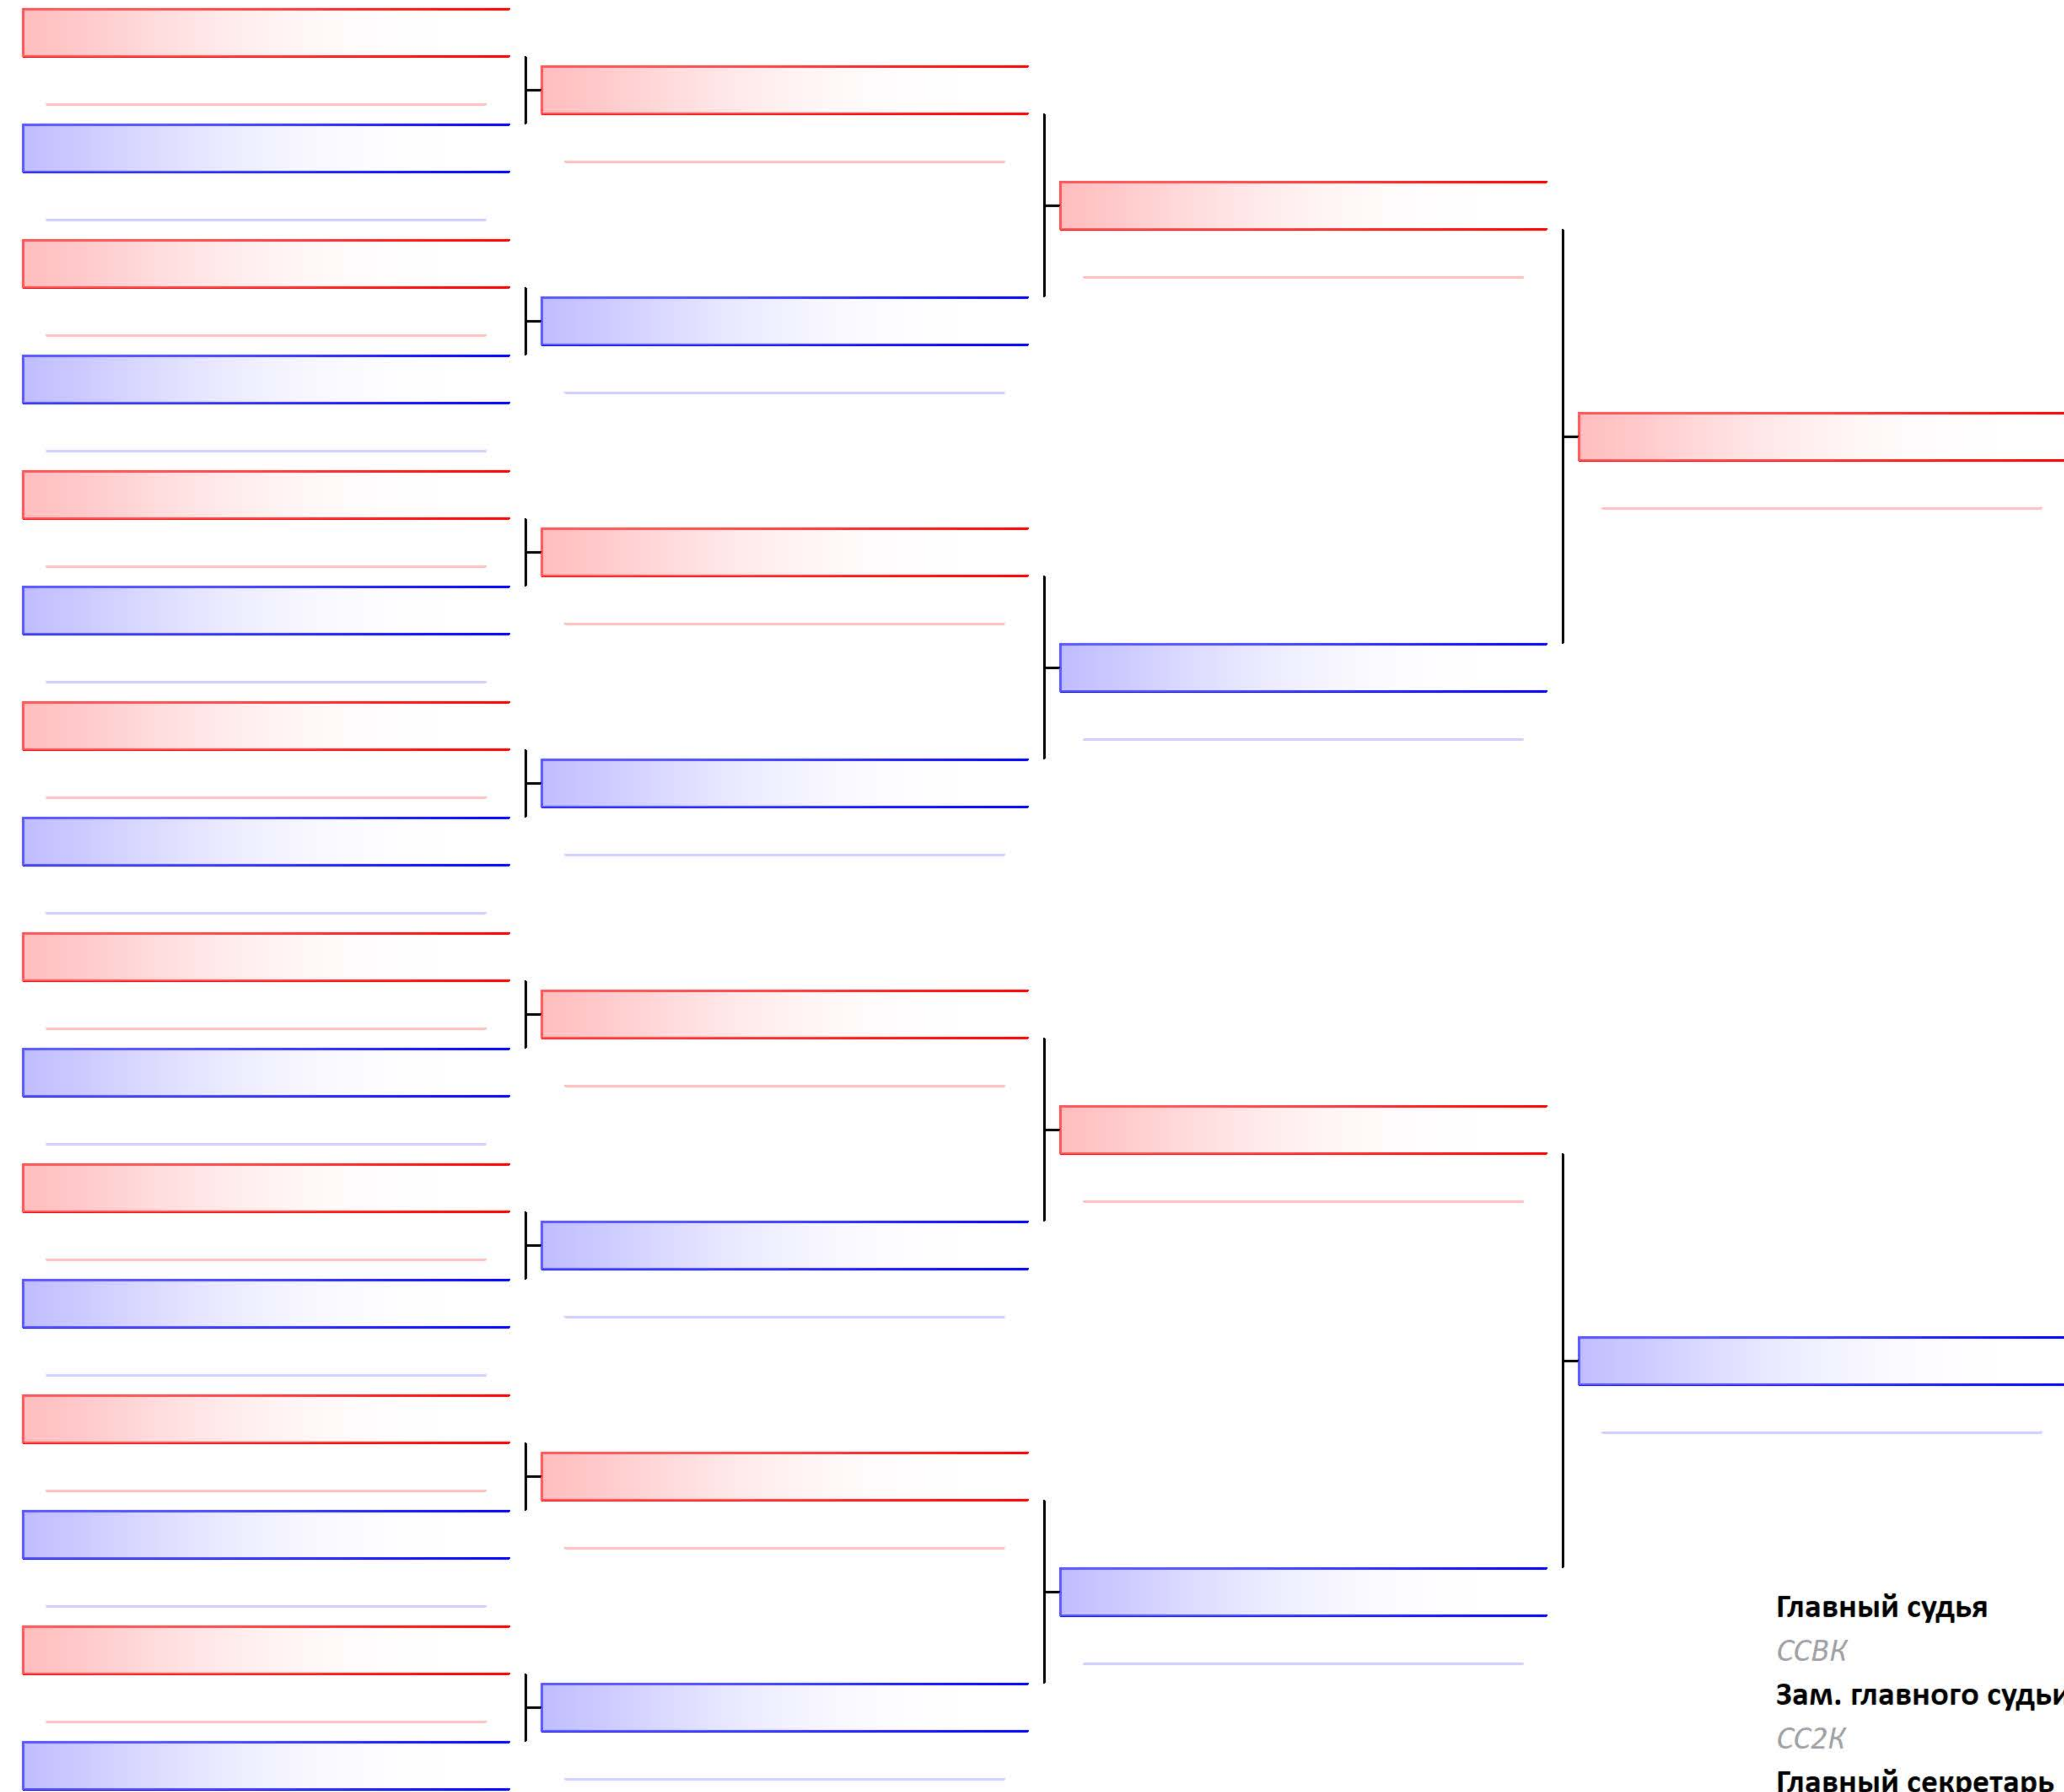 Главный судья
ССВК
Зам. главного судьи
СС2К
Главный секретарь